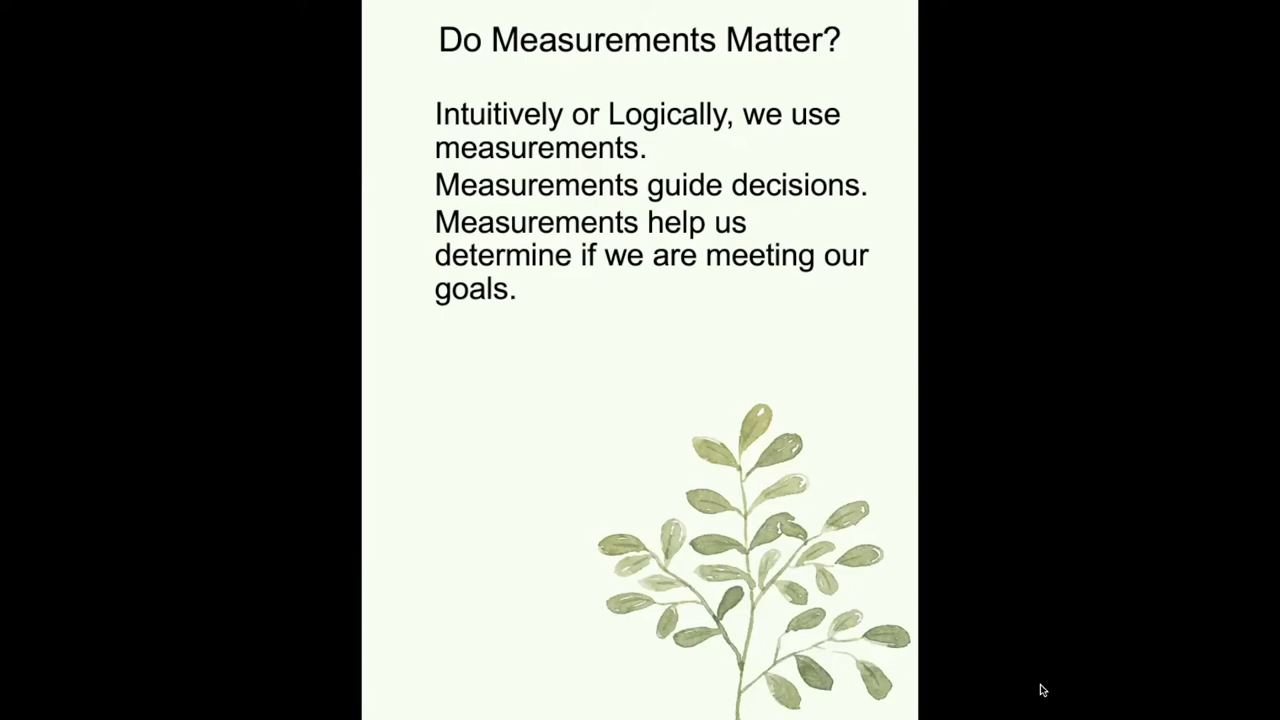 Do Measurements Matter?
Intuitively or Logically, we use
measurements.
Measurements guide decisions.
Measurements help us
determine if we are meeting our
goals.